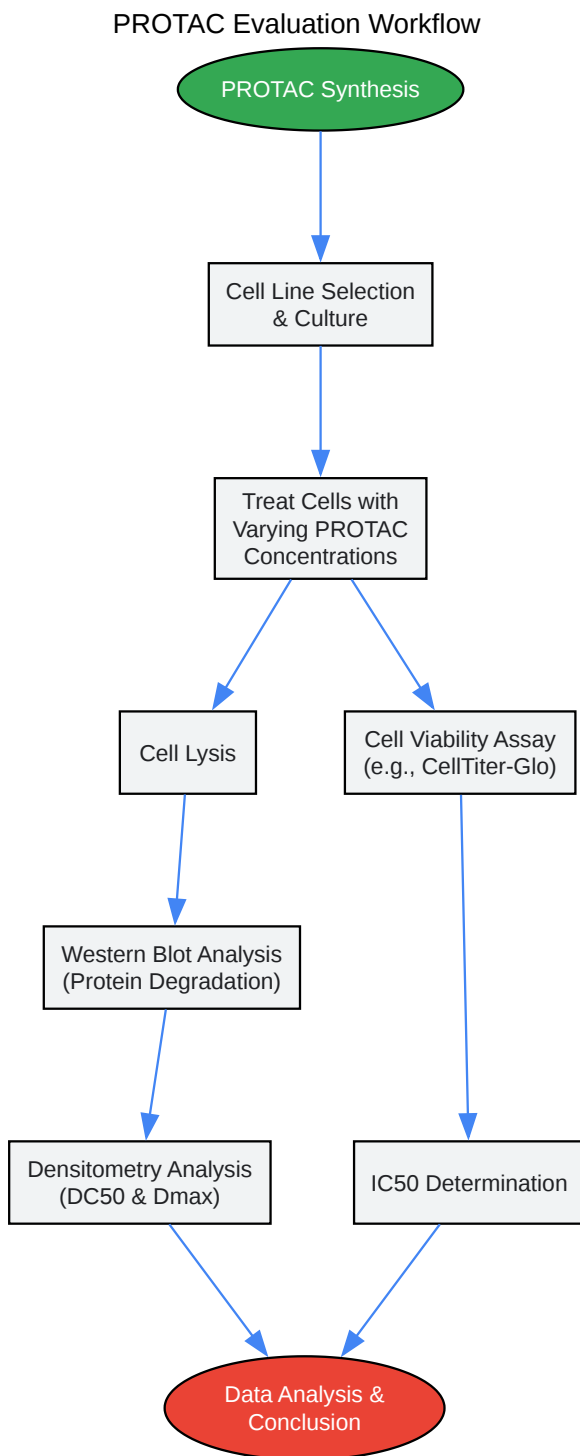 PROTAC Evaluation Workflow
PROTAC Synthesis
Cell Line Selection
& Culture
Treat Cells with
Varying PROTAC
Concentrations
Cell Lysis
Cell Viability Assay
(e.g., CellTiter-Glo)
Western Blot Analysis
(Protein Degradation)
Densitometry Analysis
(DC50 & Dmax)
IC50 Determination
Data Analysis &
Conclusion